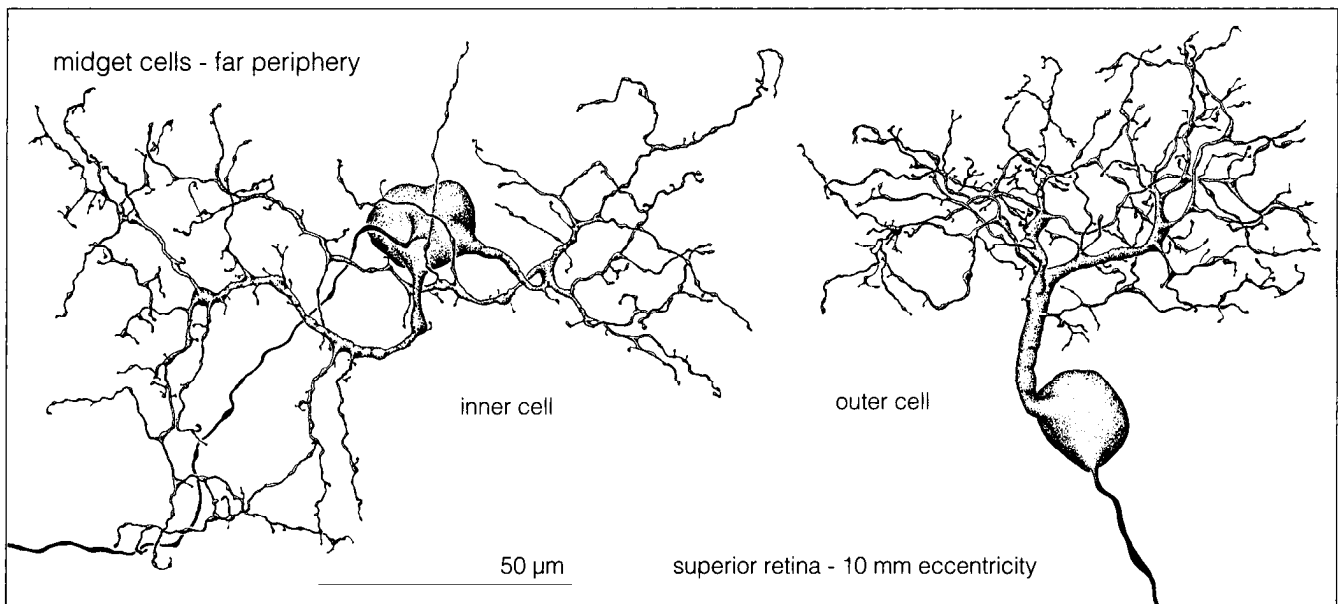 midget cells - far periphery
inner cell
outer cell
50 µm
superior retina - 10 mm eccentricity